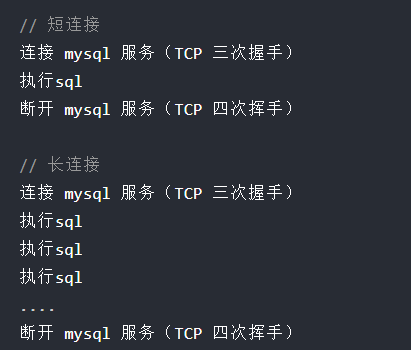 // 短连接
连接 mysql 服务（TCP 三次握手）
执行sql
断开 mysql 服务（TCP 四次挥手）
// 长连接
连接 mysql 服务（TCP 三次握手）
执行sql
执行sql
执行sql
....
断开 mysql 服务（TCP 四次挥手）